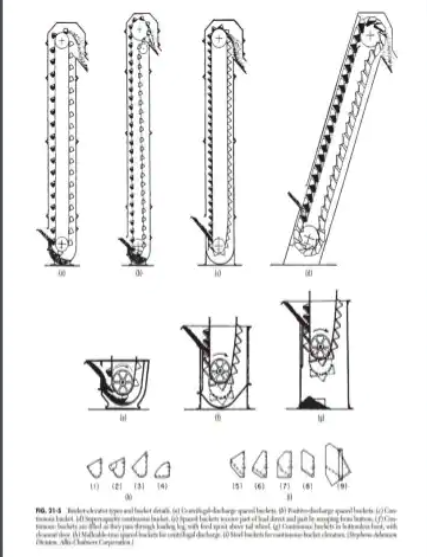 (a) (b) (c) (d)
(e) (f) (g)
(1) (2) (3) (4) (5) (6) (7) (8) (9)
(h) (i)
FIG. 21-8 Bucket-elevator types and bucket details. (a) Centrifugal-discharge spaced buckets. (b) Positive-discharge spaced buckets. (c) Con-
tinuous bucket. (d) Supercapacity continuous bucket. (e) Spaced buckets receive part of load direct and part by scooping bottom. (f) Con-
tinuous buckets are filled as they pass through loading leg, with feed spout above tail wheel. (g) Continuous buckets in bottomless boot, with
cleanout door. (h) Malleable-iron spaced buckets for centrifugal discharge. (i) Steel buckets for continuous-bucket elevators. (Stephens-Adamson
Division, Allis-Chalmers Corporation.)